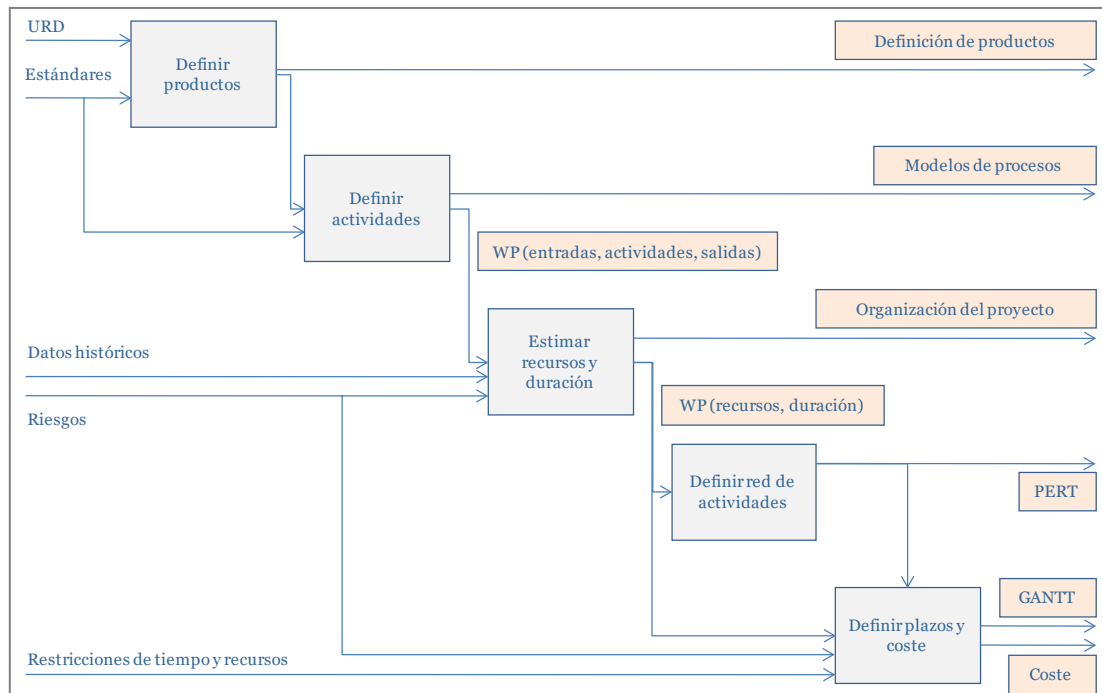 URD
Definición de productos
Definir
productos
Estándares
Modelos de procesos
Definir
actividades
WP (entradas, actividades, salidas)
Organización del proyecto
Datos históricos
Estimar
recursos y
duración
Riesgos
WP (recursos, duración)
Definir red de
actividades
PERT
GANTT
Definir plazos y
coste
Restricciones de tiempo y recursos
Coste